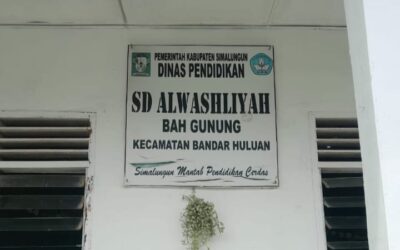 PEMERINTAH KABUPATEN SIMALUNGUN
DINAS PENDIDIKAN
SD ALWASHLIYAH
BAH GUNUNG
KECAMATAN BANDAR HULUAN
Simalungun Mantab Pendidikan Cerdas